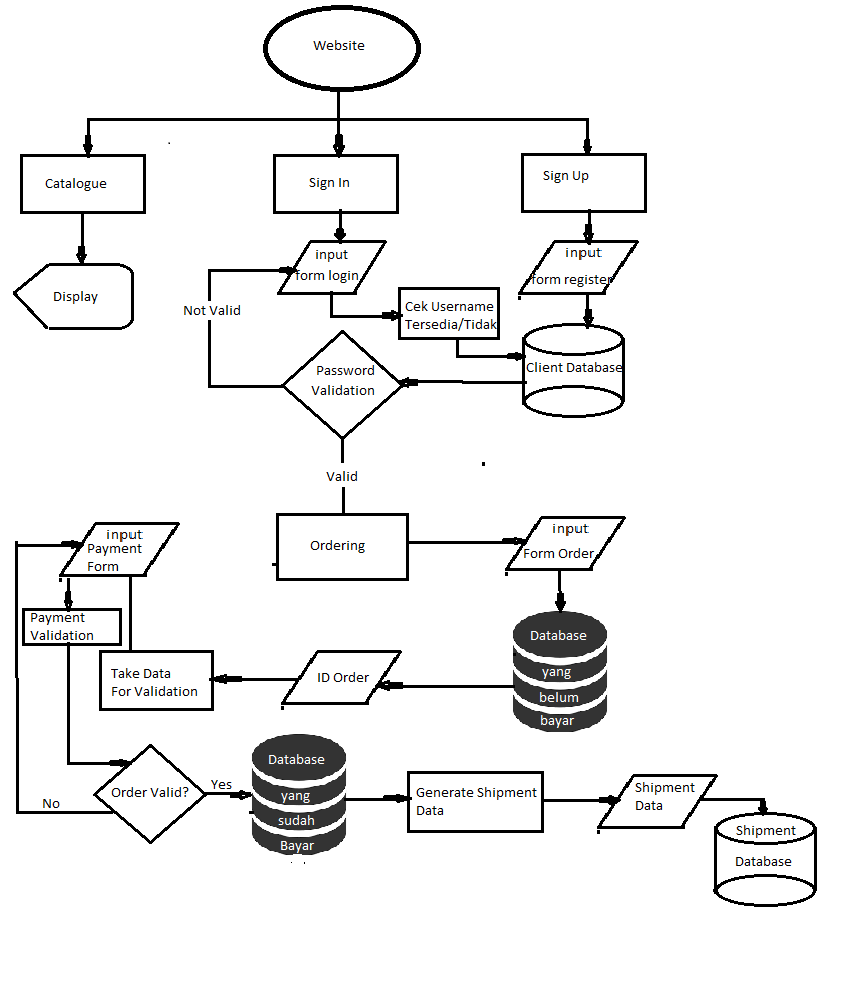 Website
Catalogue
Sign In
Sign Up
Display
input
form login
input
form register
Not Valid
Cek Username
Tersedia/Tidak
Password
Validation
Client Database
Valid
Ordering
input
Form Order
input
Payment
Form
Payment
Validation
Take Data
For Validation
ID Order
Database
yang
belum
bayar
Order Valid?
Yes
No
Database
yang
sudah
Bayar
Generate Shipment
Data
Shipment
Data
Shipment
Database